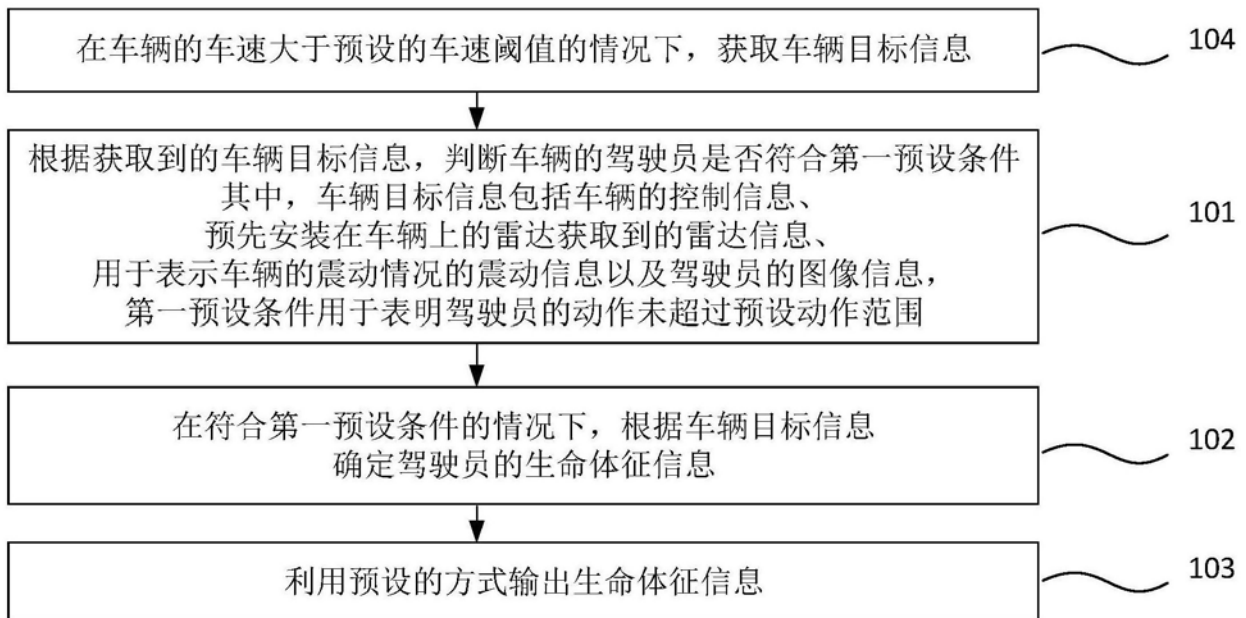 在车辆的车速大于预设的车速阈值的情况下，获取车辆目标信息
104
根据获取到的车辆目标信息，判断车辆的驾驶员是否符合第一预设条件
其中，车辆目标信息包括车辆的控制信息、
预先安装在车辆上的雷达获取到的雷达信息、
用于表示车辆的震动情况的震动信息以及驾驶员的图像信息，
第一预设条件用于表明驾驶员的动作未超过预设动作范围
101
在符合第一预设条件的情况下，根据车辆目标信息
确定驾驶员的生命体征信息
102
利用预设的方式输出生命体征信息
103